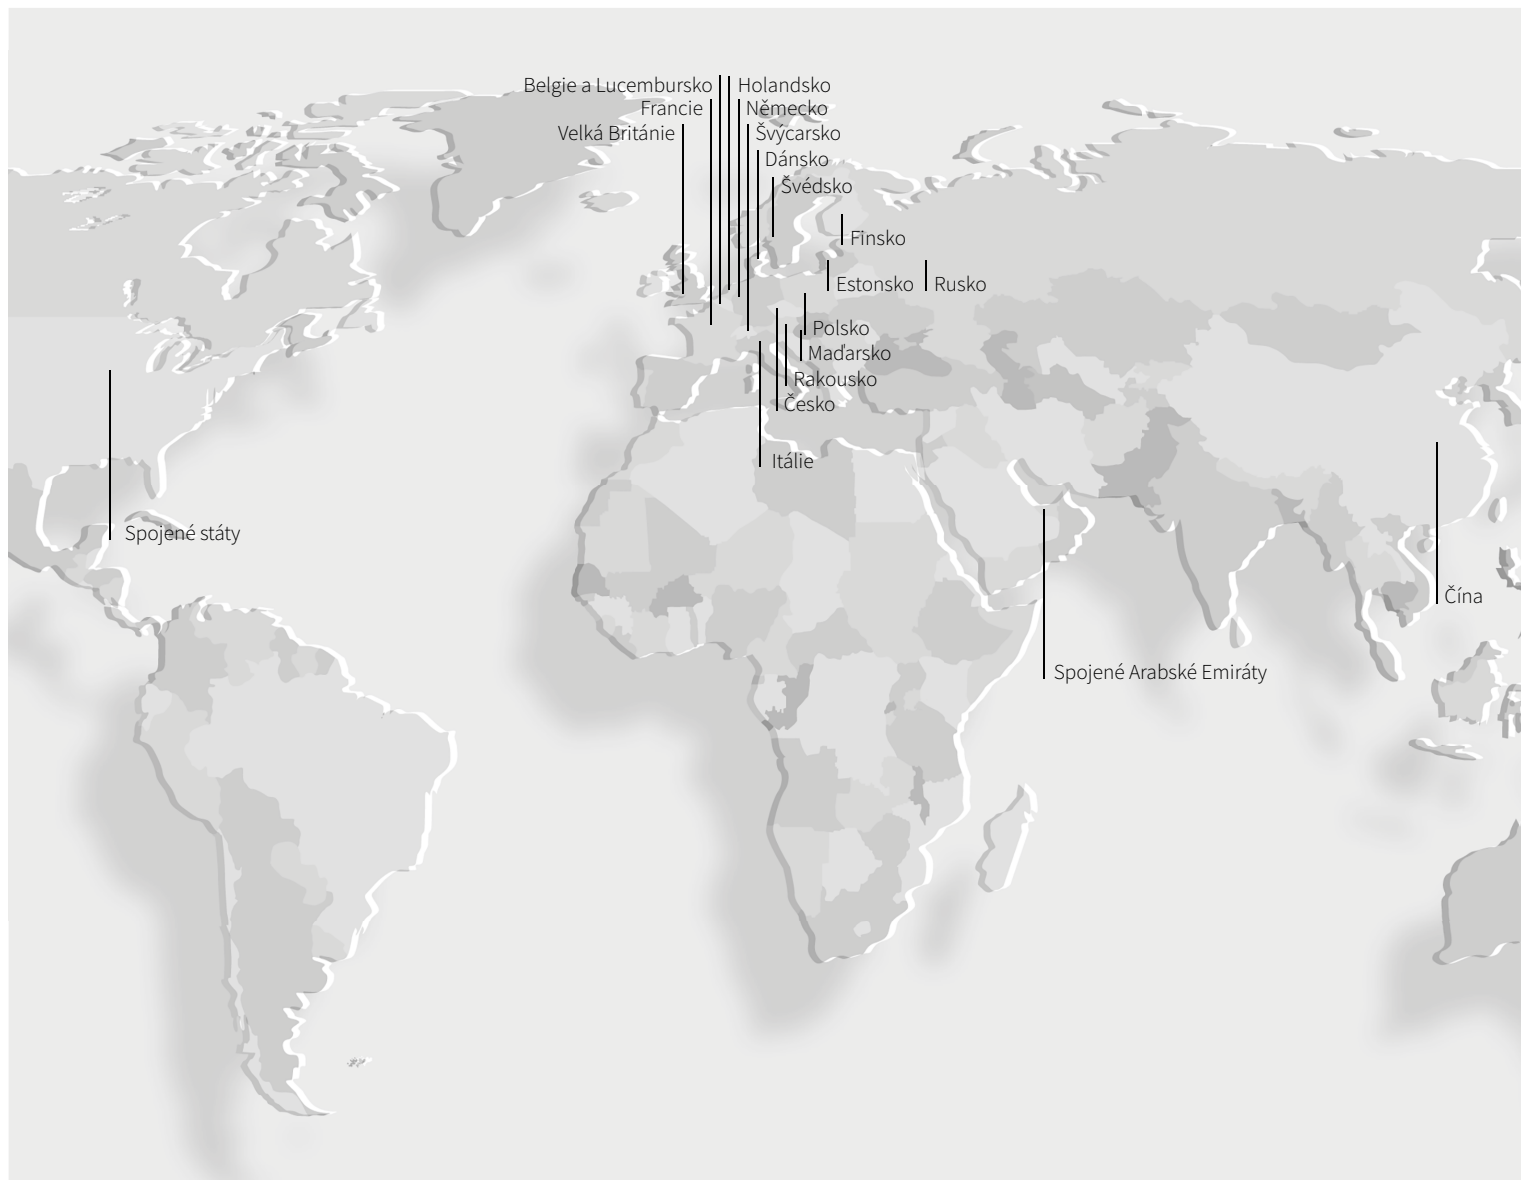 Belgie a Lucembursko
Holandsko
Francie
Německo
Velká Británie
Švýcarsko
Dánsko
Švédsko
Finsko
Estonsko
Rusko
Polsko
Maďarsko
Rakousko
Česko
Itálie
Spojené státy
Čína
Spojené Arabské Emiráty